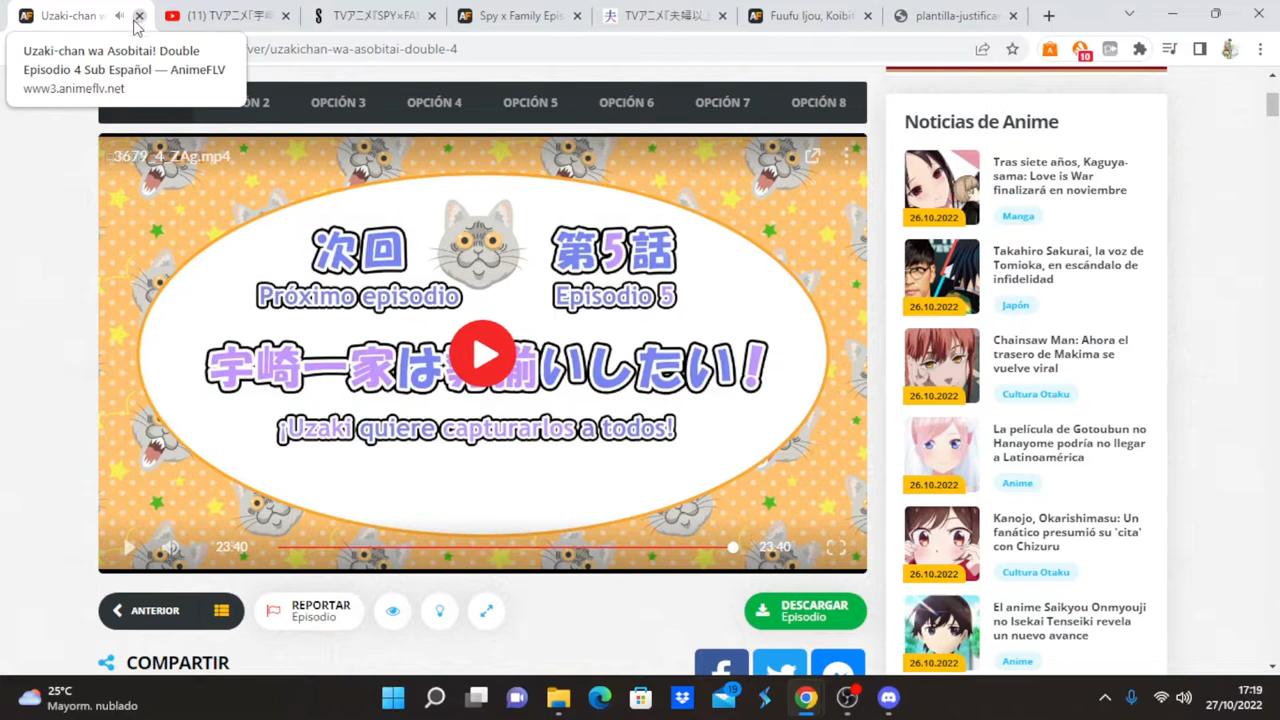 Uzaki-chan w
(11) TVアニメ「宇崎
TVアニメ『SPY×FA
Spy x Family Epis
TVアニメ『夫婦以上
Fuufu Ijou, Koibit
plantilla-justifica
ver/uzakichan-wa-asobitai-double-4
10
Uzaki-chan wa Asobitai! Double
Episodio 4 Sub Español — AnimeFLV
www3.animeflv.net
N 2
OPCIÓN 3
OPCIÓN 4
OPCIÓN 5
OPCIÓN 6
OPCIÓN 7
OPCIÓN 8
3679_4_ZAg.mp4
次回
第5話
Próximo episodio
Episodio 5
宇崎一家は
いしたい!
¡Uzaki quiere capturarlos a todos!
23:40
23:40
ANTERIOR
REPORTAR
Episodio
DESCARGAR
Episodio
COMPARTIR
Noticias de Anime
Tras siete años, Kaguya-
sama: Love is War
finalizará en noviembre
26.10.2022
Manga
Takahiro Sakurai, la voz de
Tomioka, en escándalo de
infidelidad
26.10.2022
Japón
Chainsaw Man: Ahora el
trasero de Makima se
vuelve viral
26.10.2022
Cultura Otaku
La película de Gotoubun no
Hanayome podría no llegar
a Latinoamérica
26.10.2022
Anime
Kanojo, Okarishimasu: Un
fanático presumió su 'cita'
con Chizuru
26.10.2022
Cultura Otaku
El anime Saikyou Onmyouji
no Isekai Tenseiki revela
un nuevo avance
26.10.2022
Anime
25°C
Mayorm. nublado
19
17:19
27/10/2022